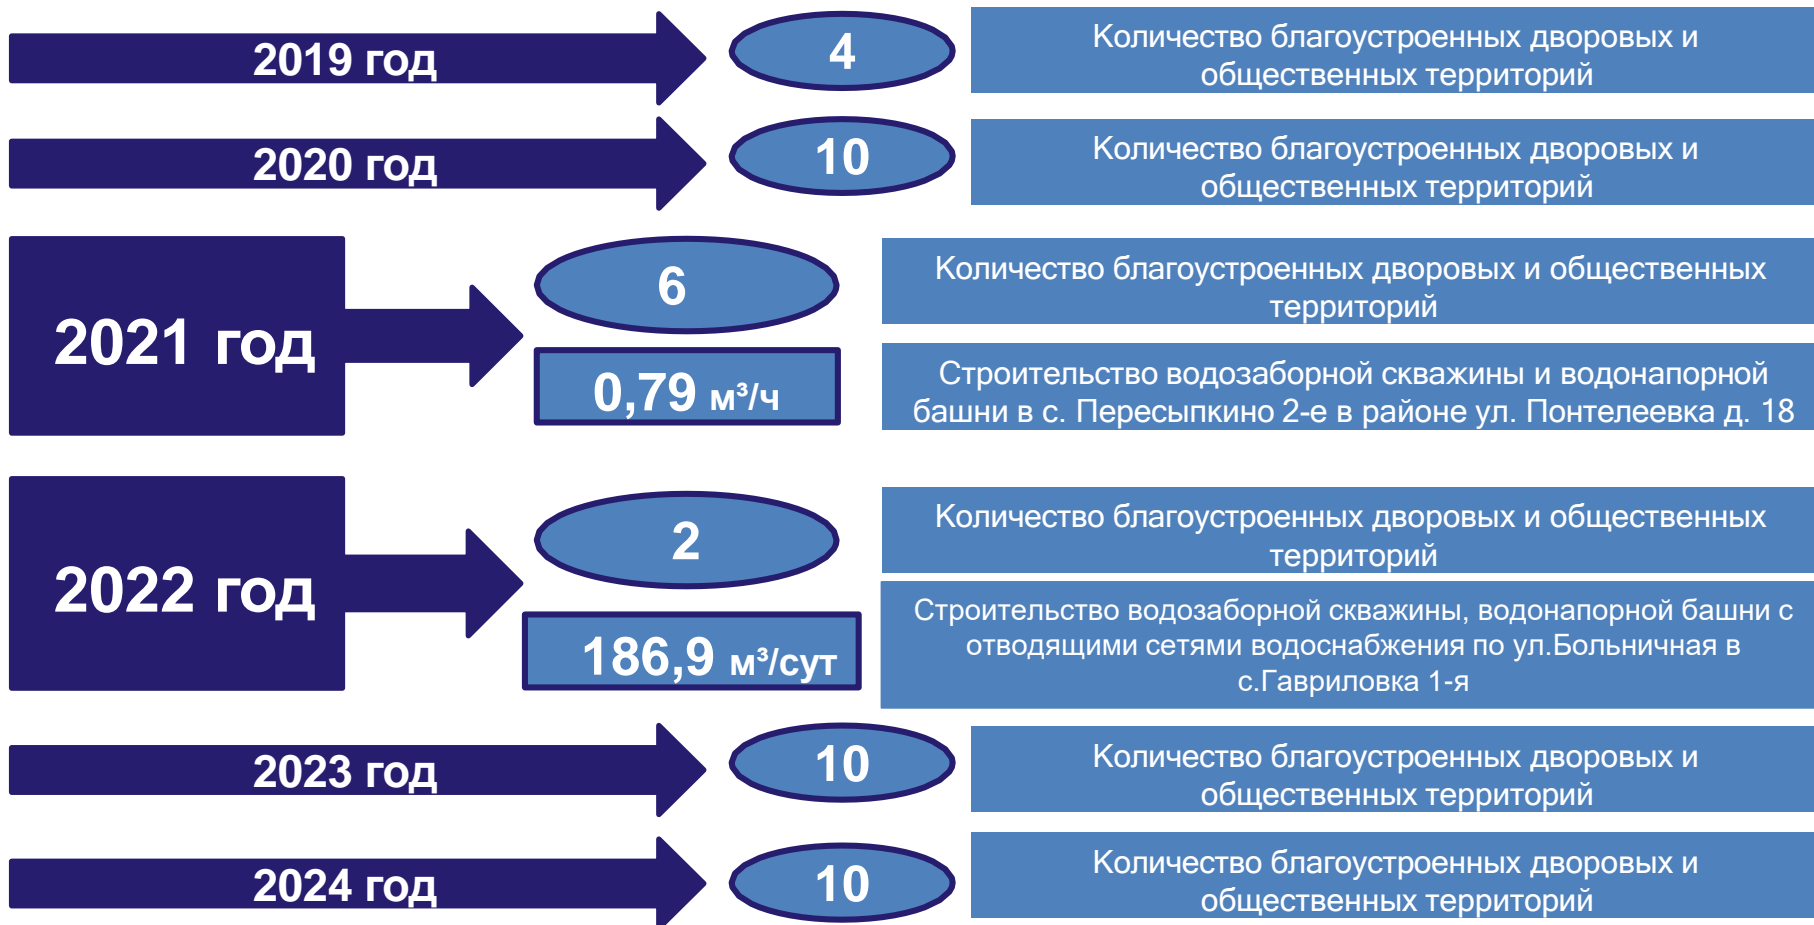 2019 год
4
Количество благоустроенных дворовых и
общественных территорий
2020 год
10
Количество благоустроенных дворовых и
общественных территорий
2021 год
6
Количество благоустроенных дворовых и общественных
территорий
0,79 м³/ч
Строительство водозаборной скважины и водонапорной
башни в с. Пересыпкино 2-е в районе ул. Понтелеевка д. 18
2022 год
2
Количество благоустроенных дворовых и общественных
территорий
186,9 м³/сут
Строительство водозаборной скважины, водонапорной башни с
отводящими сетями водоснабжения по ул.Больничная в
с.Гавриловка 1-я
2023 год
10
Количество благоустроенных дворовых и
общественных территорий
2024 год
10
Количество благоустроенных дворовых и
общественных территорий